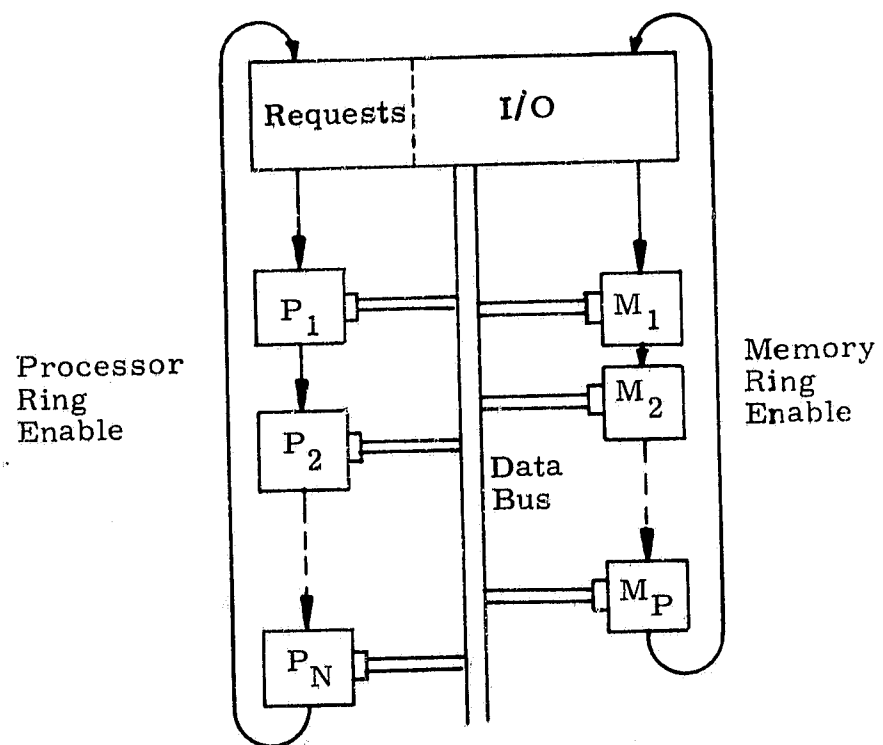 Requests
I/O
P1
M1
Processor
Ring
Enable
Memory
Ring
Enable
M2
P2
Data
Bus
MP
PN